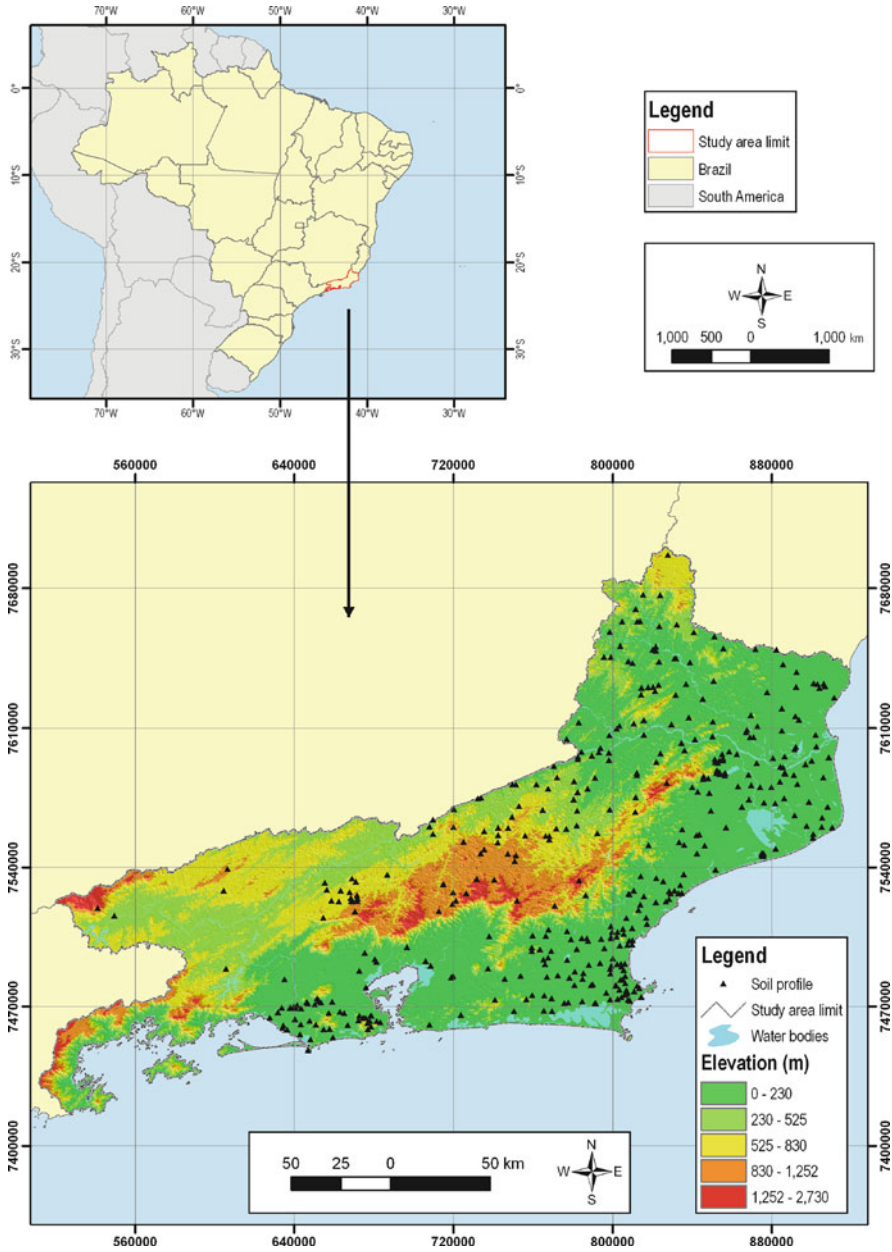 70°W 60°W 50°W 40°W 30°W
0° 0°
10°S 10°S
20°S 20°S
30°S 30°S
70°W 60°W 50°W 40°W 30°W
Legend
Study area limit
Brazil
South America
N
W E
S
1,000 500 0 1,000 km
560000 640000 720000 800000 880000
7680000 7680000
7610000 7610000
7540000 7540000
7470000 7470000
7400000 7400000
Legend
Soil profile
Study area limit
Water bodies
Elevation (m)
0 - 230
230 - 525
525 - 830
830 - 1,252
1,252 - 2,730
50 25 0 50 km
N
W E
S
560000 640000 720000 800000 880000